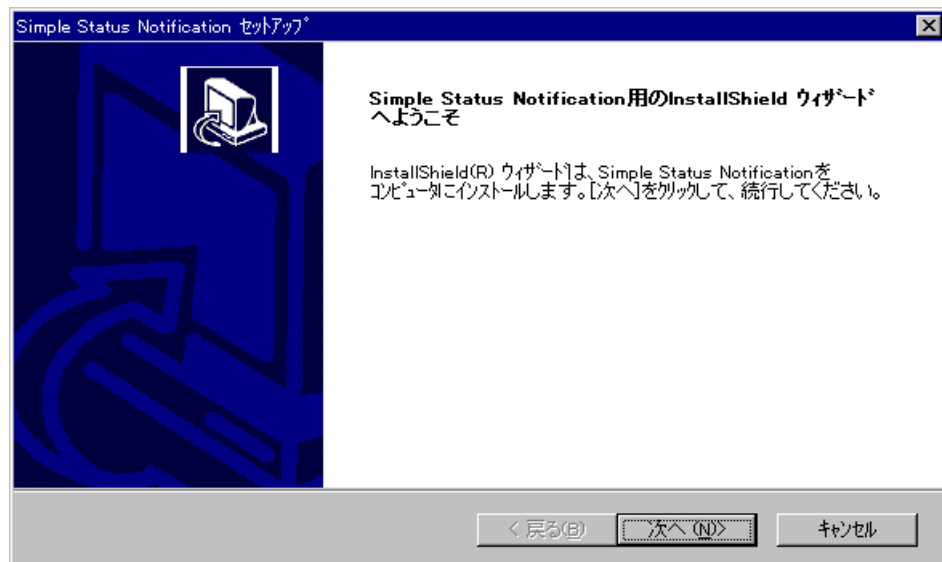 Simple Status Notification ｾｯﾄｱｯﾌﾟ
Simple Status Notification用のInstallShield ｳｨｻﾞｰﾄﾞ
へようこそ
InstallShield(R) ｳｨｻﾞｰﾄﾞは、Simple Status Notificationを
ｺﾝﾋﾟｭｰﾀにｲﾝｽﾄｰﾙします。[次へ]をｸﾘｯｸして、続行してください。
< 戻る(B)
次へ (N)>
ｷｬﾝｾﾙ